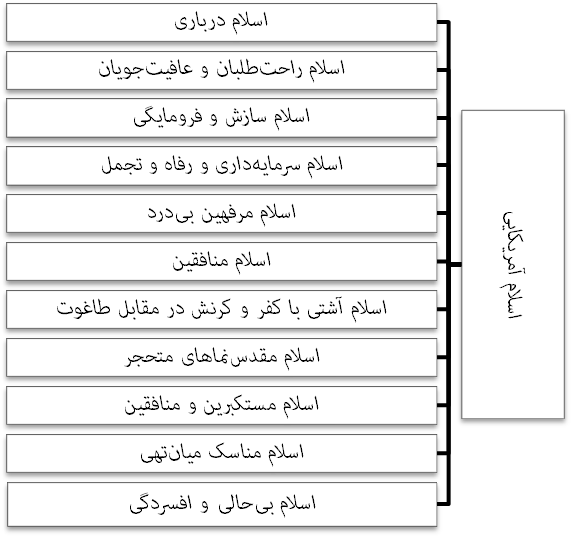 اسلام آمریکایی
اسلام درباری
اسلام راحت‌طلبان و عافیت‌جویان
اسلام سازش و فرومایگی
اسلام سرمایه‌داری و رفاه و تجمل
اسلام مرفهین بی‌درد
اسلام منافقین
اسلام آشتی با کفر و کرنش در مقابل طاغوت
اسلام مقدس‌نماهای متحجر
اسلام مستکبرین و منافقین
اسلام مناسک میان‌تهی
اسلام بی‌حالی و افسردگی